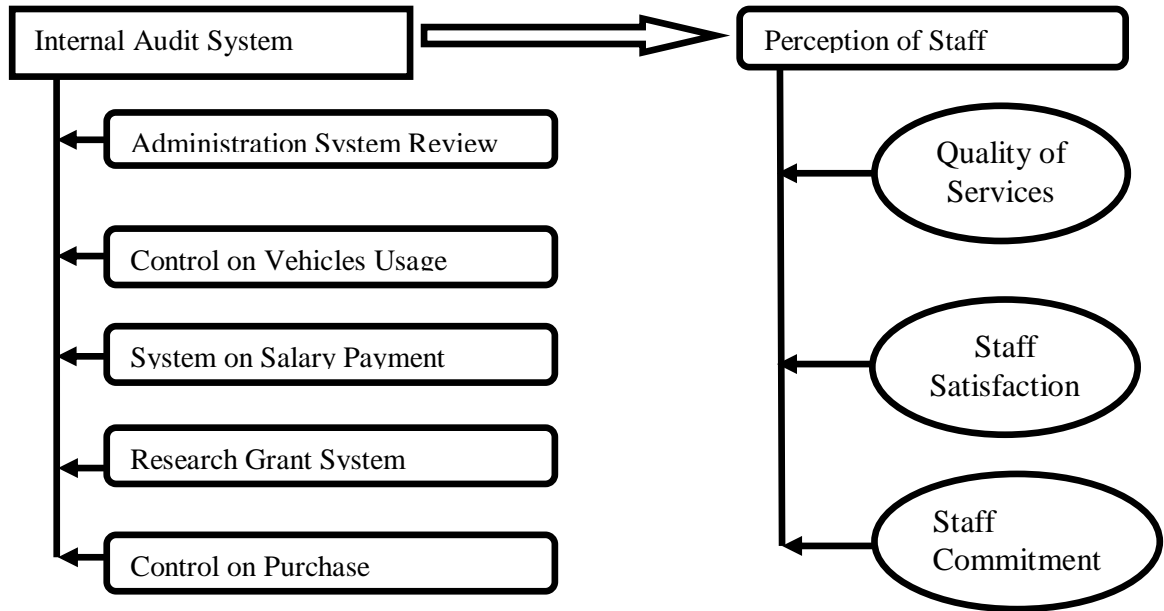 Internal Audit System
Perception of Staff
Administration System Review
Control on Vehicles Usage
System on Salary Payment
Research Grant System
Control on Purchase
Quality of
Services
Staff
Satisfaction
Staff
Commitment